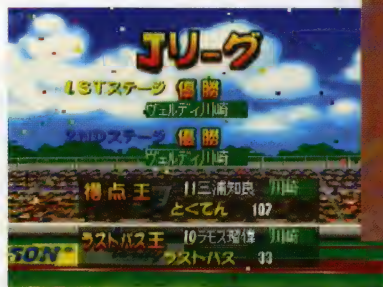 Jリーグ
1STステージ 優勝
ヴェルディ川崎
2NDステージ 優勝
ヴェルディ川崎
得点王 11三浦知良 川崎
とくてん 107
ラストパス王 10ラモス瑠偉 川崎
ラストパス 33
SON